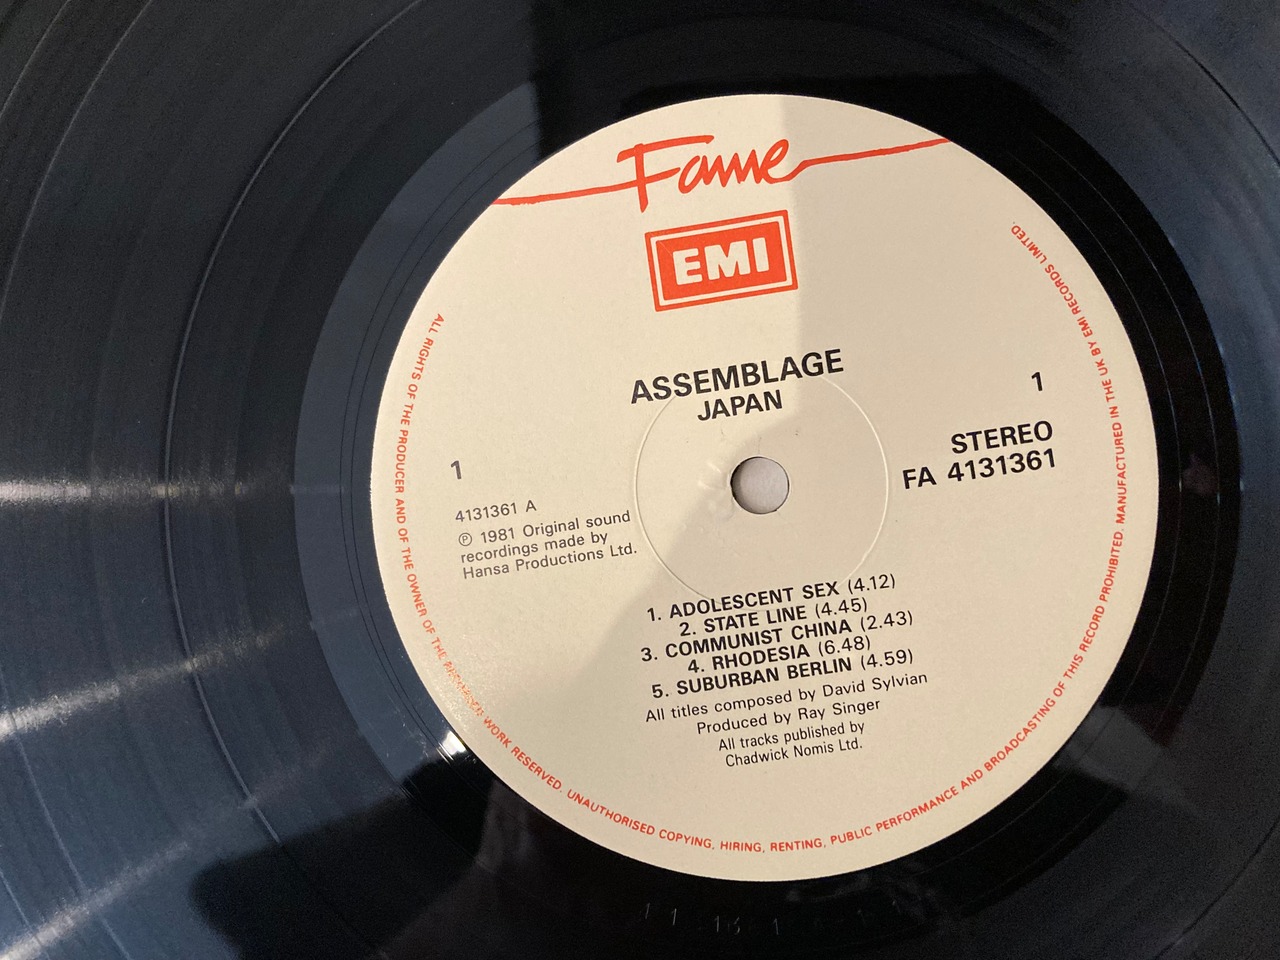 Fame
EMI
ASSEMBLAGE
JAPAN
1
STEREO
FA 4131361
1
4131361 A
Ⓟ 1981 Original sound
recordings made by
Hansa Productions Ltd.
1. ADOLESCENT SEX (4.12)
2. STATE LINE (4.45)
3. COMMUNIST CHINA (2.43)
4. RHODESIA (6.48)
5. SUBURBAN BERLIN (4.59)
All titles composed by David Sylvian
Produced by Ray Singer
All tracks published by
Chadwick Nomis Ltd.
ALL RIGHTS OF THE PRODUCER AND OF THE OWNER OF THE RECORDED WORK RESERVED. UNAUTHORISED COPYING, HIRING, RENTING, PUBLIC PERFORMANCE AND BROADCASTING OF THIS RECORD PROHIBITED. MANUFACTURED IN THE UK BY EMI RECORDS LIMITED.